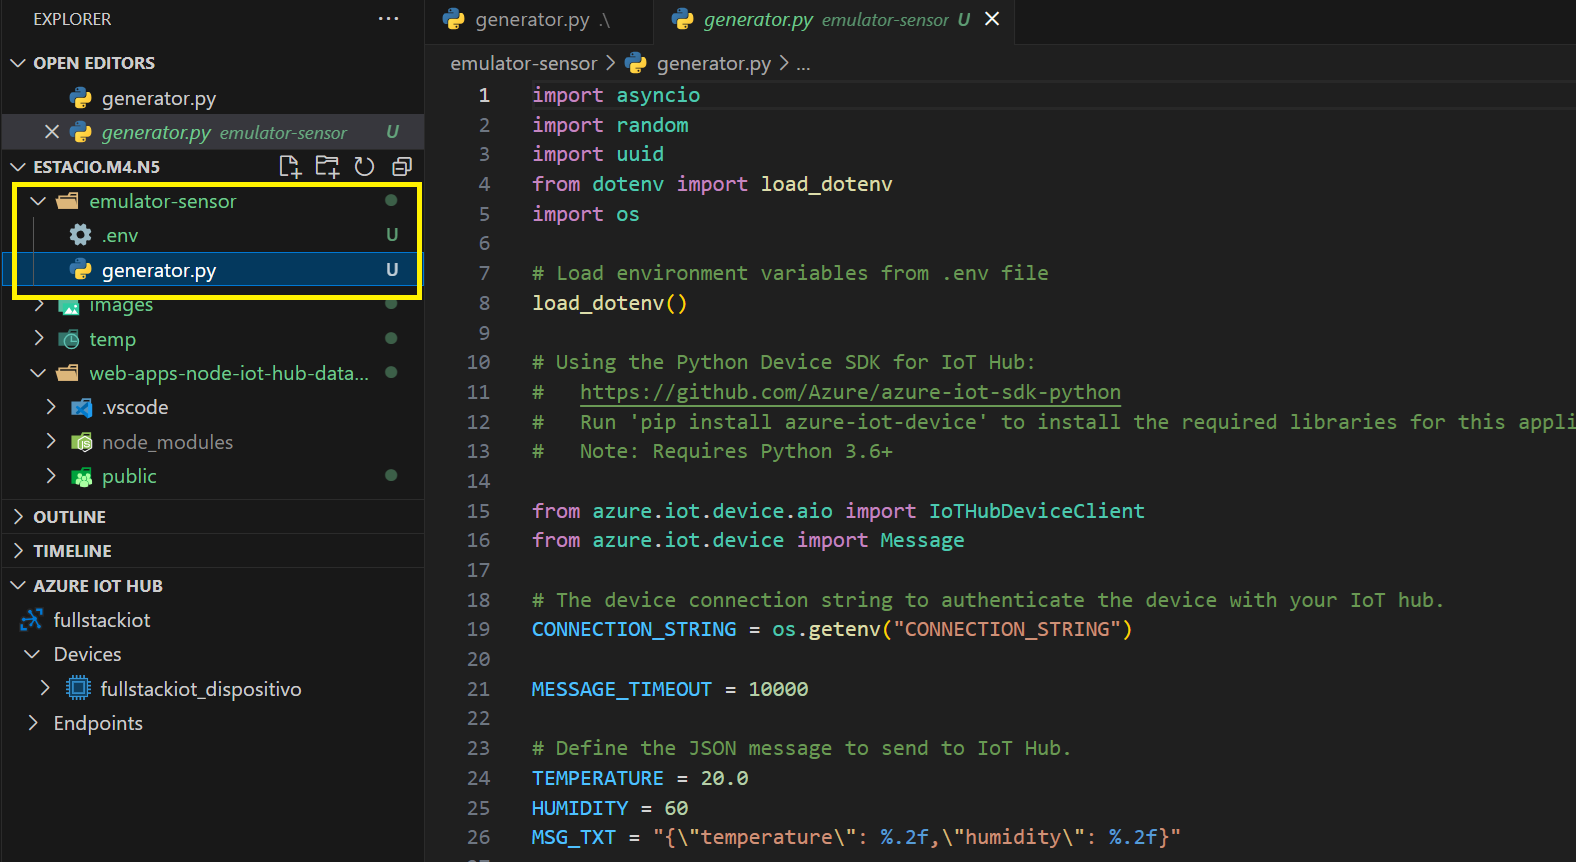 EXPLORER
OPEN EDITORS
generator.py
generator.py emulator-sensor U
ESTACIO.M4.N5
emulator-sensor
.env U
generator.py U
images
temp
web-apps-node-iot-hub-data...
.vscode
node_modules
public
OUTLINE
TIMELINE
AZURE IOT HUB
fullstackiot
Devices
fullstackiot_dispositivo
Endpoints
generator.py .\
generator.py emulator-sensor U
emulator-sensor > generator.py > ...
1 import asyncio
2 import random
3 import uuid
4 from dotenv import load_dotenv
5 import os
6
7 # Load environment variables from .env file
8 load_dotenv()
9
10 # Using the Python Device SDK for IoT Hub:
11 #   https://github.com/Azure/azure-iot-sdk-python
12 #   Run 'pip install azure-iot-device' to install the required libraries for this appli
13 #   Note: Requires Python 3.6+
14
15 from azure.iot.device.aio import IoTHubDeviceClient
16 from azure.iot.device import Message
17
18 # The device connection string to authenticate the device with your IoT hub.
19 CONNECTION_STRING = os.getenv("CONNECTION_STRING")
20
21 MESSAGE_TIMEOUT = 10000
22
23 # Define the JSON message to send to IoT Hub.
24 TEMPERATURE = 20.0
25 HUMIDITY = 60
26 MSG_TXT = "{\"temperature\": %.2f,\"humidity\": %.2f}"